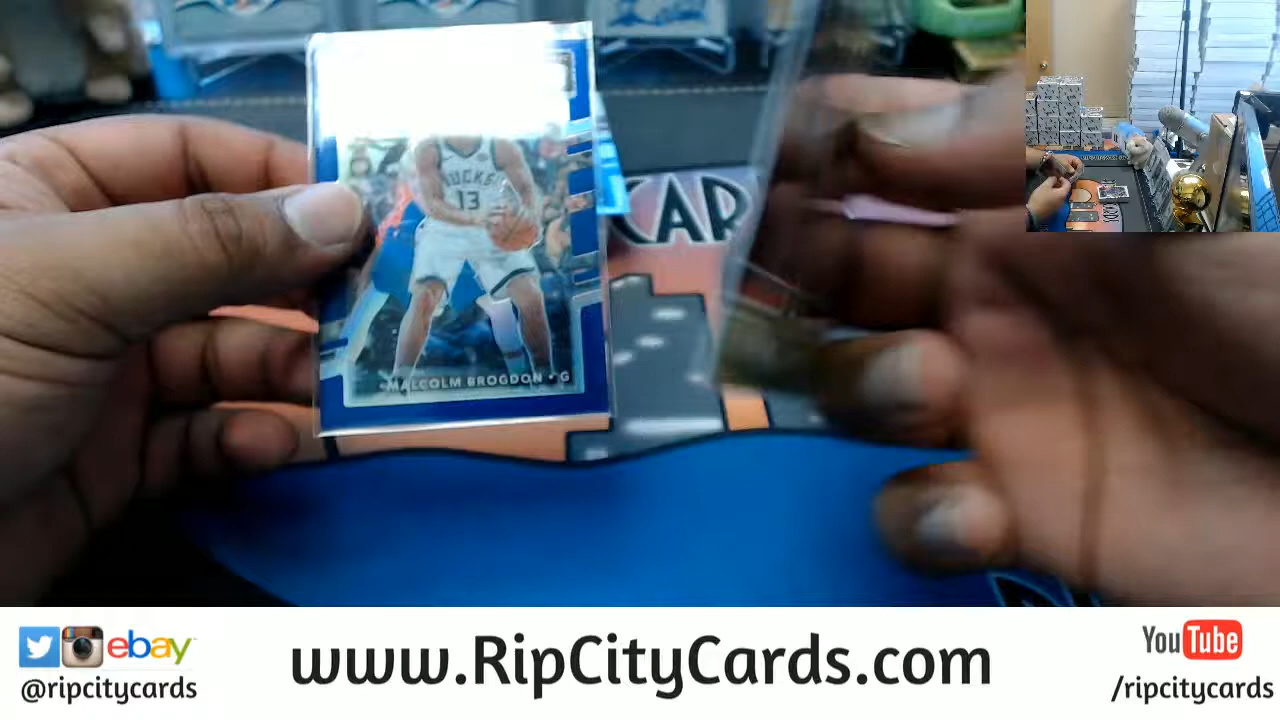 BUCKS
13
MALCOLM BROGDON • G
CAR
ebay
@ripcitycards
www.RipCityCards.com
YouTube
/ripcitycards